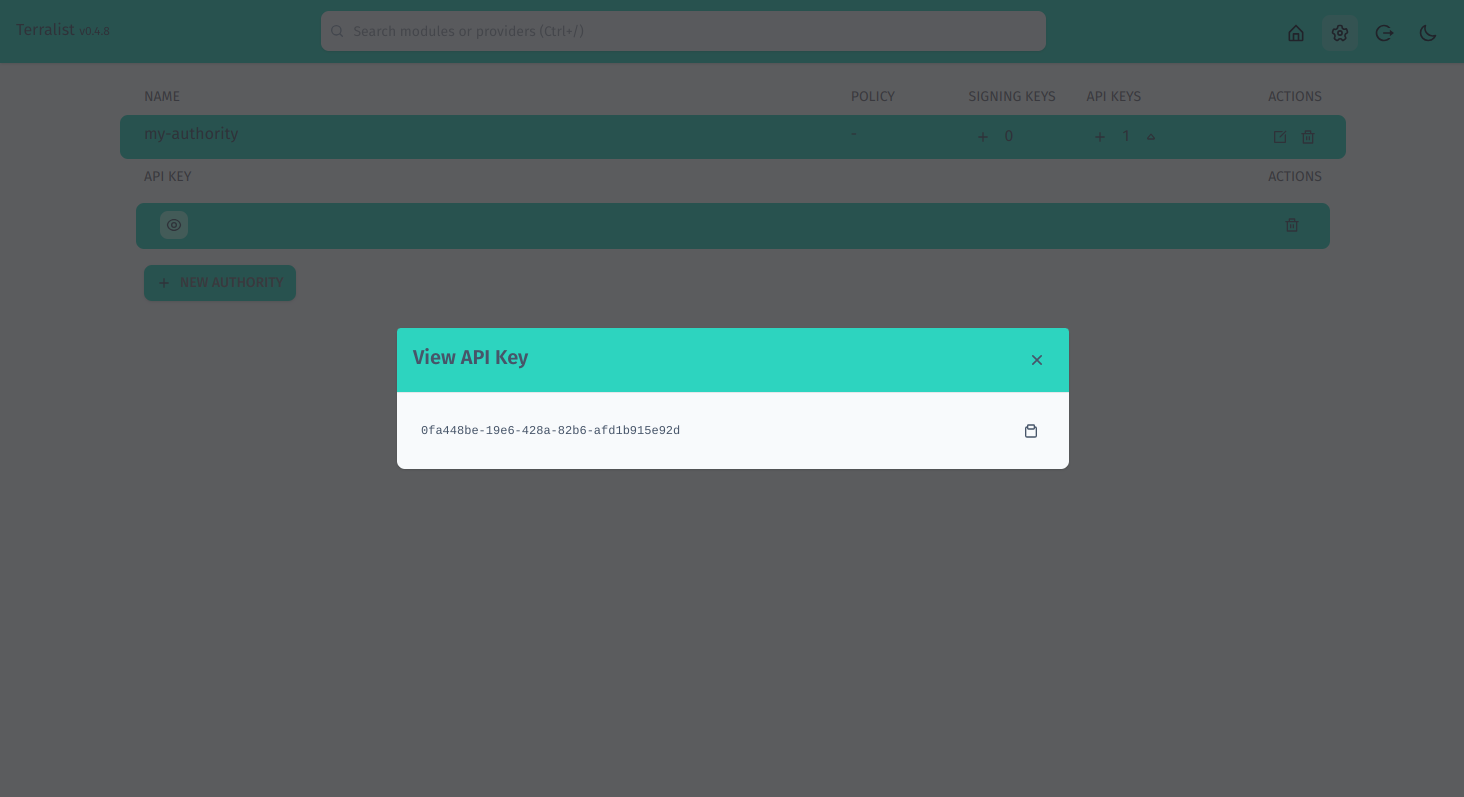 Terralist v0.4.8
Search modules or providers (Ctrl+/)
NAME POLICY SIGNING KEYS API KEYS ACTIONS
my-authority - + 0 + 1
API KEY ACTIONS
+ NEW AUTHORITY
View API Key
0fa448be-19e6-428a-82b6-afd1b915e92d